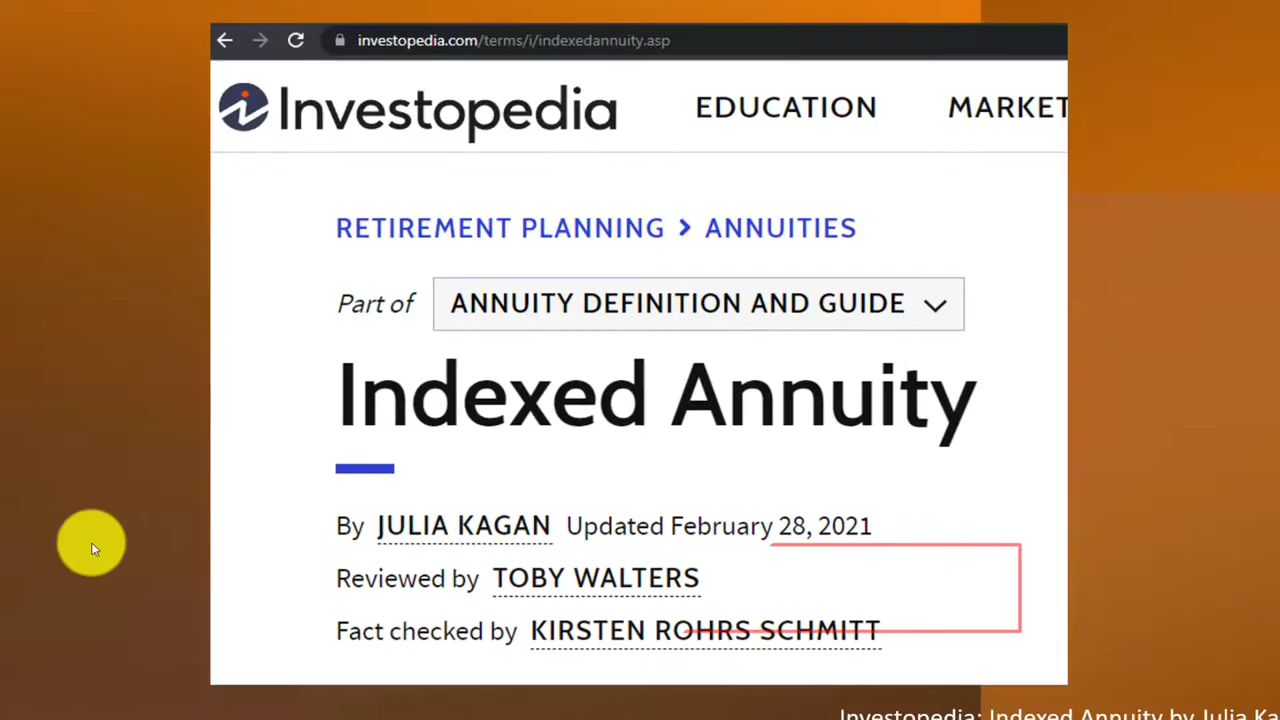 investopedia.com/terms/i/indexedannuity.asp
Investopedia EDUCATION MARKET
RETIREMENT PLANNING > ANNUITIES
Part of ANNUITY DEFINITION AND GUIDE
Indexed Annuity
By JULIA KAGAN Updated February 28, 2021
Reviewed by TOBY WALTERS
Fact checked by KIRSTEN ROHRS SCHMITT
Investopedia: Indexed Annuity by Julia Ka